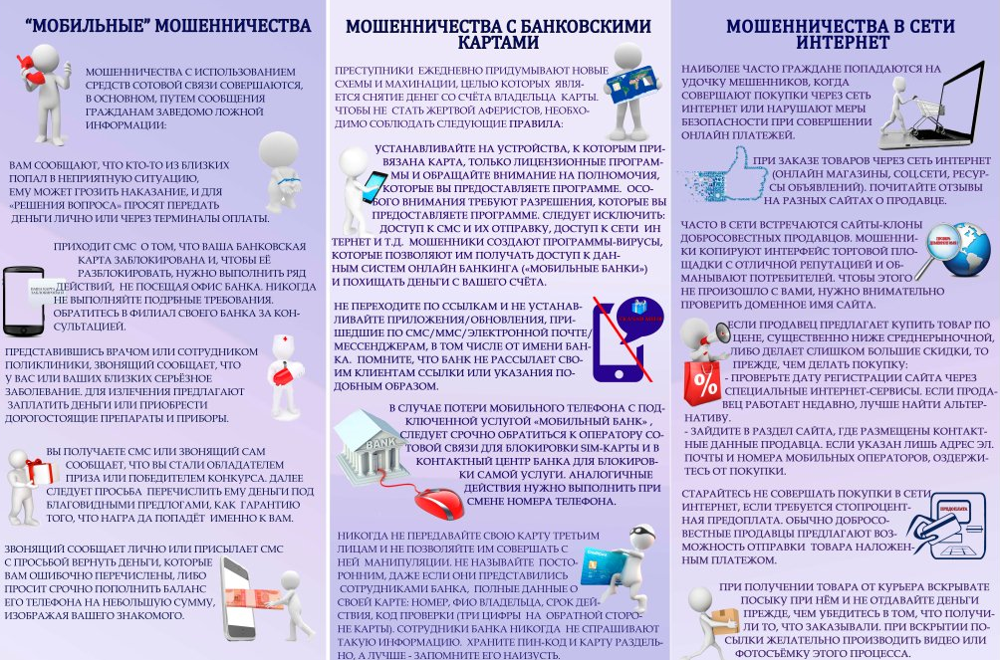 “МОБИЛЬНЫЕ” МОШЕННИЧЕСТВА
МОШЕННИЧЕСТВА С ИСПОЛЬЗОВАНИЕМ
СРЕДСТВ СОТОВОЙ СВЯЗИ СОВЕРШАЮТСЯ,
В ОСНОВНОМ, ПУТЕМ СООБЩЕНИЯ
ГРАЖДАНАМ ЗАВЕДОМО ЛОЖНОЙ
ИНФОРМАЦИИ:
ВАМ СООБЩАЮТ, ЧТО КТО-ТО ИЗ БЛИЗКИХ
ПОПАЛ В НЕПРИЯТНУЮ СИТУАЦИЮ,
ЕМУ МОЖЕТ ГРОЗИТЬ НАКАЗАНИЕ, И ДЛЯ
«РЕШЕНИЯ ВОПРОСА» ПРОСЯТ ПЕРЕДАТЬ
ДЕНЬГИ ЛИЧНО ИЛИ ЧЕРЕЗ ТЕРМИНАЛЫ ОПЛАТЫ.
ПРИХОДИТ СМС О ТОМ, ЧТО ВАША БАНКОВСКАЯ
КАРТА ЗАБЛОКИРОВАНА И, ЧТОБЫ ЕЁ
РАЗБЛОКИРОВАТЬ, НУЖНО ВЫПОЛНИТЬ РЯД
ДЕЙСТВИЙ, НЕ ПОСЕЩАЯ ОФИС БАНКА. НИКОГДА
НЕ ВЫПОЛНЯЙТЕ ПОДРБНЫЕ ТРЕБОВАНИЯ.
ОБРАТИТЕСЬ В ФИЛИАЛ СВОЕГО БАНКА ЗА КОН-
СУЛЬТАЦИЕЙ.
ПРЕДСТАВИВШИСЬ ВРАЧОМ ИЛИ СОТРУДНИКОМ
ПОЛИКЛИНИКИ, ЗВОНЯЩИЙ СООБЩАЕТ, ЧТО
У ВАС ИЛИ ВАШИХ БЛИЗКИХ СЕРЬЁЗНОЕ
ЗАБОЛЕВАНИЕ. ДЛЯ ИЗЛЕЧЕНИЯ ПРЕДЛАГАЮТ
ЗАПЛАТИТЬ ДЕНЬГИ ИЛИ ПРИОБРЕСТИ
ДОРОГОСТОЯЩИЕ ПРЕПАРАТЫ И ПРИБОРЫ.
ВЫ ПОЛУЧАЕТЕ СМС ИЛИ ЗВОНЯЩИЙ САМ
СООБЩАЕТ, ЧТО ВЫ СТАЛИ ОБЛАДАТЕЛЕМ
ПРИЗА ИЛИ ПОБЕДИТЕЛЕМ КОНКУРСА. ДАЛЕЕ
СЛЕДУЕТ ПРОСЬБА ПЕРЕЧИСЛИТЬ ЕМУ ДЕНЬГИ ПОД
БЛАГОВИДНЫМИ ПРЕДЛОГАМИ, КАК ГАРАНТИЮ
ТОГО, ЧТО НАГРА ДА ПОПАДЁТ ИМЕННО К ВАМ.
ЗВОНЯЩИЙ СООБЩАЕТ ЛИЧНО ИЛИ ПРИСЫЛАЕТ СМС
С ПРОСЬБОЙ ВЕРНУТЬ ДЕНЬГИ, КОТОРЫЕ
ВАМ ОШИБОЧНО ПЕРЕЧИСЛЕНЫ, ЛИБО
ПРОСИТ СРОЧНО ПОПОЛНИТЬ БАЛАНС
ЕГО ТЕЛЕФОНА НА НЕБОЛЬШУЮ СУММУ,
ИЗОБРАЖАЯ ВАШЕГО ЗНАКОМОГО.
МОШЕННИЧЕСТВА С БАНКОВСКИМИ
КАРТАМИ
ПРЕСТУПНИКИ ЕЖЕДНЕВНО ПРИДУМЫВАЮТ НОВЫЕ
СХЕМЫ И МАХИНАЦИИ, ЦЕЛЬЮ КОТОРЫХ ЯВЛЯ-
ЕТСЯ СНЯТИЕ ДЕНЕГ СО СЧЁТА ВЛАДЕЛЬЦА КАРТЫ.
ЧТОБЫ НЕ СТАТЬ ЖЕРТВОЙ АФЕРИСТОВ, НЕОБХО-
ДИМО СОБЛЮДАТЬ СЛЕДУЮЩИЕ ПРАВИЛА:
УСТАНАВЛИВАЙТЕ НА УСТРОЙСТВА, К КОТОРЫМ ПРИ-
ВЯЗАНА КАРТА, ТОЛЬКО ЛИЦЕНЗИОННЫЕ ПРОГРАМ-
МЫ И ОБРАЩАЙТЕ ВНИМАНИЕ НА ПОЛНОМОЧИЯ,
КОТОРЫЕ ВЫ ПРЕДОСТАВЛЯЕТЕ ПРОГРАММЕ. ОСО-
БОГО ВНИМАНИЯ ТРЕБУЮТ РАЗРЕШЕНИЯ, КОТОРЫЕ ВЫ
ПРЕДОСТАВЛЯЕТЕ ПРОГРАММЕ. СЛЕДУЕТ ИСКЛЮЧИТЬ:
ДОСТУП К СМС И ИХ ОТПРАВКУ, ДОСТУП К СЕТИ ИН
ТЕРНЕТ И Т.Д. МОШЕННИКИ СОЗДАЮТ ПРОГРАММЫ-ВИРУСЫ,
КОТОРЫЕ ПОЗВОЛЯЮТ ИМ ПОЛУЧАЮТ ДОСТУП К ДАН-
НЫМ СИСТЕМ ОНЛАЙН БАНКИНГА («МОБИЛЬНЫЕ БАНКИ»)
И ПОХИЩАТЬ ДЕНЬГИ С ВАШЕГО СЧЁТА.
НЕ ПЕРЕХОДИТЕ ПО ССЫЛКАМ И НЕ УСТАНАВ-
ЛИВАЙТЕ ПРИЛОЖЕНИЯ/ОБНОВЛЕНИЯ, ПРИ-
ШЕДШИЕ ПО СМС/ММС/ЭЛЕКТРОННОЙ ПОЧТЕ/
МЕССЕНДЖЕРАМ, В ТОМ ЧИСЛЕ ОТ ИМЕНИ БАН-
КА. ПОМНИТЕ, ЧТО БАНК НЕ РАССЫЛАЕТ СВО-
ИМ КЛИЕНТАМ ССЫЛКИ ИЛИ УКАЗАНИЯ ПО-
ДОБНЫМ ОБРАЗОМ.
В СЛУЧАЕ ПОТЕРИ МОБИЛЬНОГО ТЕЛЕФОНА С ПОД-
КЛЮЧЕННОЙ УСЛУГОЙ «МОБИЛЬНЫЙ БАНК» ,
СЛЕДУЕТ СРОЧНО ОБРАТИТЬСЯ К ОПЕРАТОРУ СО-
ТОВОЙ СВЯЗИ ДЛЯ БЛОКИРОВКИ SIM-КАРТЫ И В
КОНТАКТНЫЙ ЦЕНТР БАНКА ДЛЯ БЛОКИРОВ-
КИ САМОЙ УСЛУГИ. АНАЛОГИЧНЫЕ
ДЕЙСТВИЯ НУЖНО ВЫПОЛНИТЬ ПРИ
СМЕНЕ НОМЕРА ТЕЛЕФОНА.
BANK
НИКОГДА НЕ ПЕРЕДАВАЙТЕ СВОЮ КАРТУ ТРЕТЬИМ
ЛИЦАМ И НЕ ПОЗВОЛЯЙТЕ ИМ СОВЕРШАТЬ С
НЕЙ МАНИПУЛЯЦИИ. НЕ НАЗЫВАЙТЕ ПОСТО-
РОННИМ, ДАЖЕ ЕСЛИ ОНИ ПРЕДСТАВИЛИСЬ
СОТРУДНИКАМИ БАНКА, ПОЛНЫЕ ДАННЫЕ О
СВОЕЙ КАРТЕ: НОМЕР, ФИО ВЛАДЕЛЬЦА, СРОК ДЕЙ-
СТВИЯ, КОД ПРОВЕРКИ (ТРИ ЦИФРЫ НА ОБРАТНОЙ СТОРО-
НЕ КАРТЫ). СОТРУДНИКИ БАНКА НИКОГДА НЕ СПРАШИВАЮТ
ТАКУЮ ИНФОРМАЦИЮ. ХРАНИТЕ ПИН-КОД И КАРТУ РАЗДЕЛЬ-
НО, А ЛУЧШЕ - ЗАПОМНИТЕ ЕГО НАИЗУСТЬ.
МОШЕННИЧЕСТВА В СЕТИ
ИНТЕРНЕТ
НАИБОЛЕЕ ЧАСТО ГРАЖДАНЕ ПОПАДАЮТСЯ НА
УДОЧКУ МЕШЕННИКОВ, КОГДА
СОВЕРШАЮТ ПОКУПКИ ЧЕРЕЗ СЕТЬ
ИНТЕРНЕТ ИЛИ НАРУШАЮТ МЕРЫ
БЕЗОПАСНОСТИ ПРИ СОВЕРШЕНИИ
ОНЛАЙН ПЛАТЕЖЕЙ.
ПРИ ЗАКАЗЕ ТОВАРОВ ЧЕРЕЗ СЕТЬ ИНТЕРНЕТ
(ОНЛАЙН МАГАЗИНЫ, СОЦ.СЕТИ, РЕСУР-
СЫ ОБЪЯВЛЕНИЙ). ПОЧИТАЙТЕ ОТЗЫВЫ
НА РАЗНЫХ САЙТАХ О ПРОДАВЦЕ.
ЧАСТО В СЕТИ ВСТРЕЧАЮТСЯ САЙТЫ-КЛОНЫ
ДОБРОСОВЕСТНЫХ ПРОДАВЦОВ. МОШЕННИ-
КИ КОПИРУЮТ ИНТЕРФЕЙС ТОРГОВОЙ ПЛО-
ЩАДКИ С ОТЛИЧНОЙ РЕПУТАЦИЕЙ И ОБ-
МАНЫВАЮТ ПОТРЕБИТЕЛЕЙ. ЧТОБЫ ЭТОГО
НЕ ПРОИЗОШЛО С ВАМИ, НУЖНО ВНИМАТЕЛЬНО
ПРОВЕРИТЬ ДОМЕННОЕ ИМЯ САЙТА.
ЕСЛИ ПРОДАВЕЦ ПРЕДЛАГАЕТ КУПИТЬ ТОВАР ПО
ЦЕНЕ, СУЩЕСТВЕННО НИЖЕ СРЕДНЕРЫНОЧНОЙ,
ЛИБО ДЕЛАЕТ СЛИШКОМ БОЛЬШИЕ СКИДКИ, ТО
ПРЕЖДЕ, ЧЕМ ДЕЛАТЬ ПОКУПКУ:
- ПРОВЕРЬТЕ ДАТУ РЕГИСТРАЦИИ САЙТА ЧЕРЕЗ
СПЕЦИАЛЬНЫЕ ИНТЕРНЕТ-СЕРВИСЫ. ЕСЛИ ПРОДА-
ВЕЦ РАБОТАЕТ НЕДАВНО, ЛУЧШЕ НАЙТИ АЛЬТЕР-
НАТИВУ.
- ЗАЙДИТЕ В РАЗДЕЛ САЙТА, ГДЕ РАЗМЕЩЕНЫ КОНТАКТ-
НЫЕ ДАННЫЕ ПРОДАВЦА. ЕСЛИ УКАЗАН ЛИШЬ АДРЕС ЭЛ.
ПОЧТЫ И НОМЕРА МОБИЛЬНЫХ ОПЕРАТОРОВ, ОЗДЕРЖИ-
ТЕСЬ ОТ ПОКУПКИ.
%
СТАРАЙТЕСЬ НЕ СОВЕРШАТЬ ПОКУПКИ В СЕТИ
ИНТЕРНЕТ, ЕСЛИ ТРЕБУЕТСЯ СТОПРОЦЕНТ-
НАЯ ПРЕДОПЛАТА. ОБЫЧНО ДОБРОСО-
ВЕСТНЫЕ ПРОДАВЦЫ ПРЕДЛАГАЮТ ВОЗ-
МОЖНОСТЬ ОТПРАВКИ ТОВАРА НАЛОЖЕН-
НЫМ ПЛАТЕЖОМ.
ПРЕДОПЛАТА
ПРИ ПОЛУЧЕНИИ ТОВАРА ОТ КУРЬЕРА ВСКРЫВАТЕ
ПОСЫКУ ПРИ НЁМ И НЕ ОТДАВАЙТЕ ДЕНЬГИ
ПРЕЖДЕ, ЧЕМ УБЕДИТЕСЬ В ТОМ, ЧТО ПОЛУЧИ-
ЛИ ТО, ЧТО ЗАКАЗЫВАЛИ. ПРИ ВСКРЫТИИ ПО-
СЫЛКИ ЖЕЛАТЕЛЬНО ПРОИЗВОДИТЬ ВИДЕО ИЛИ
ФОТОСЪЁМКУ ЭТОГО ПРОЦЕССА.